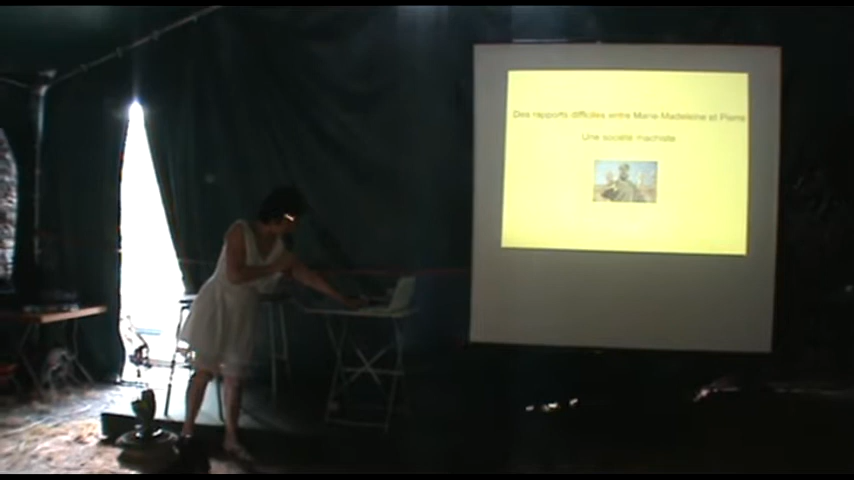 Des rapports difficiles entre Marie-Madeleine et Pierre
Une société machiste